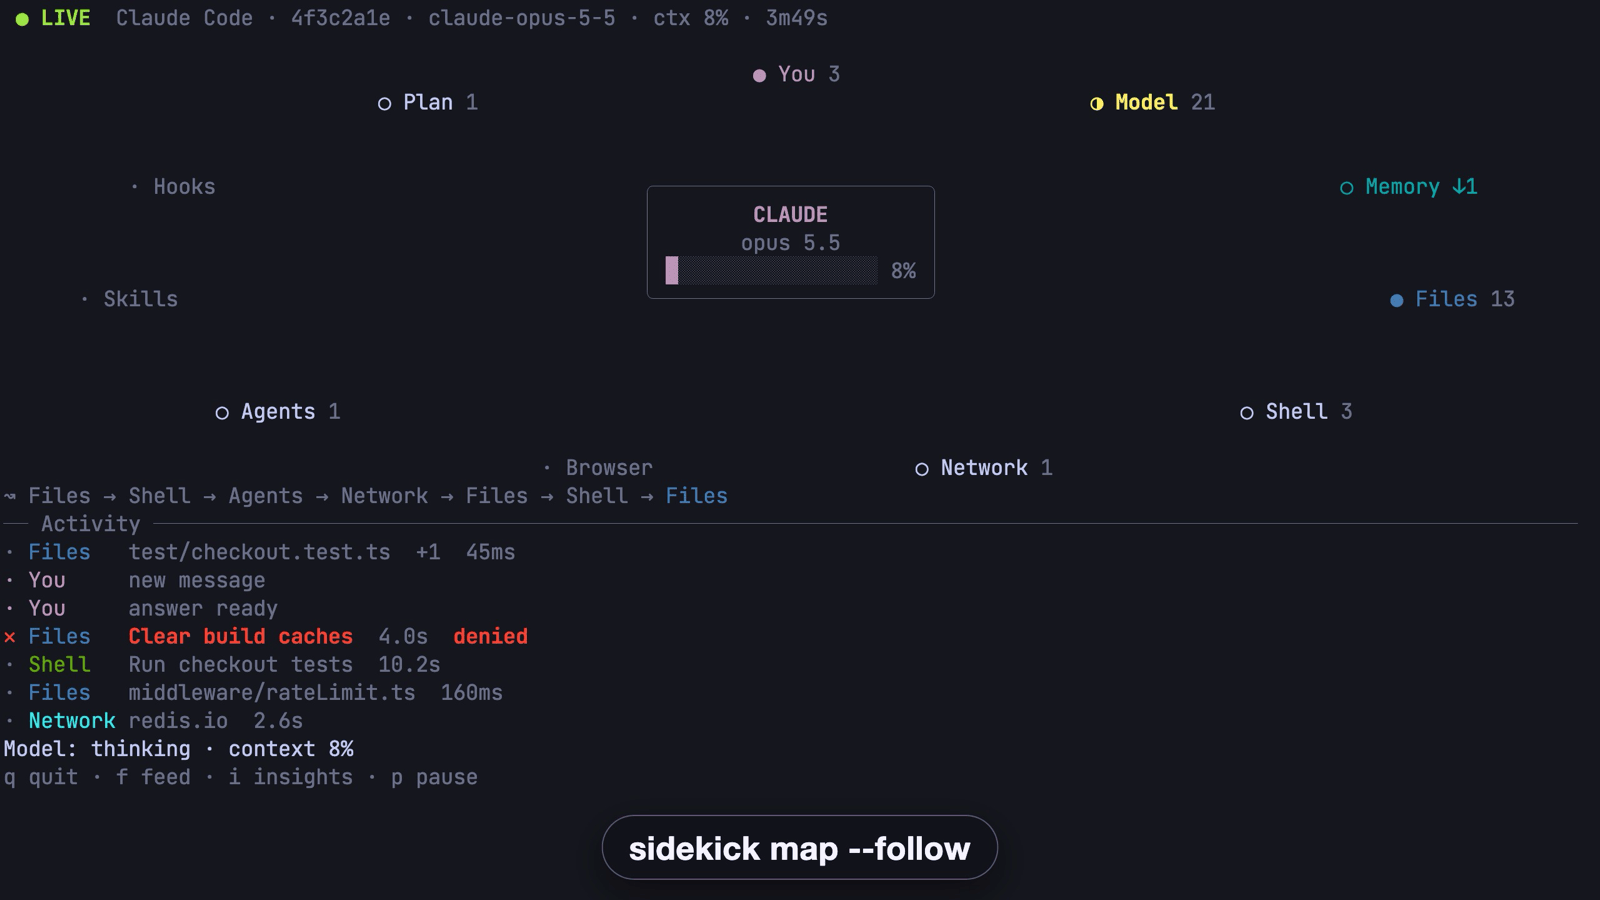 ● LIVE Claude Code · 4f3c2a1e · claude-opus-5-5 · ctx 8% · 3m49s
● You 3
○ Plan 1
◑ Model 21
· Hooks
○ Memory ↓1
CLAUDE
opus 5.5
8%
· Skills
● Files 13
○ Agents 1
○ Shell 3
· Browser
○ Network 1
↝ Files → Shell → Agents → Network → Files → Shell → Files
Activity
· Files test/checkout.test.ts +1 45ms
· You new message
· You answer ready
× Files Clear build caches 4.0s denied
· Shell Run checkout tests 10.2s
· Files middleware/rateLimit.ts 160ms
· Network redis.io 2.6s
Model: thinking · context 8%
q quit · f feed · i insights · p pause
sidekick map --follow